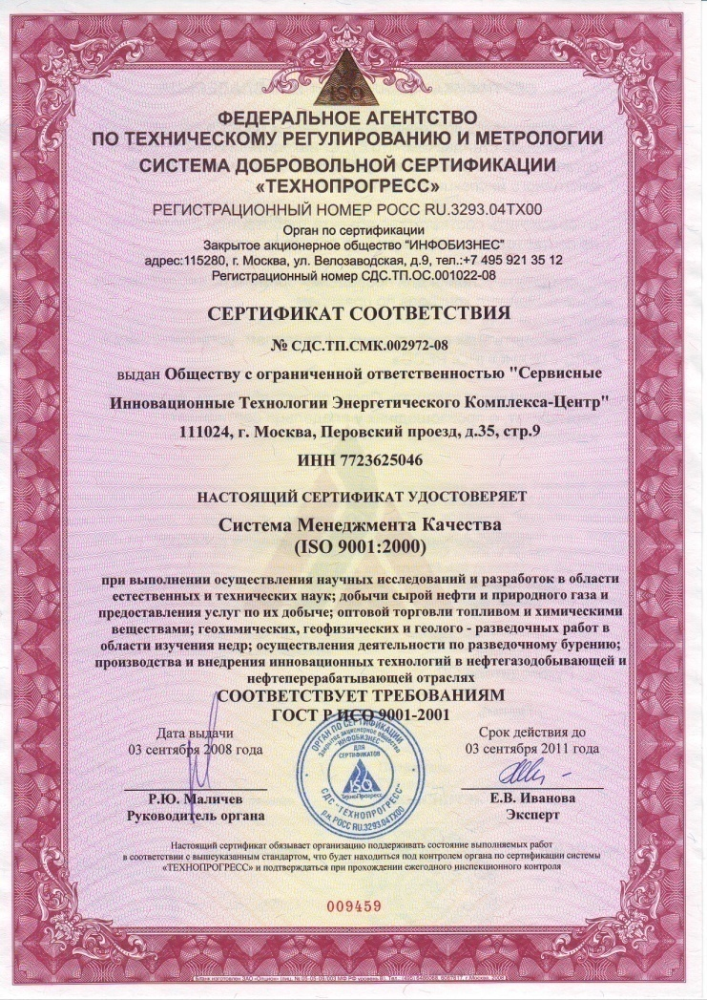 ISO
ФЕДЕРАЛЬНОЕ АГЕНТСТВО
ПО ТЕХНИЧЕСКОМУ РЕГУЛИРОВАНИЮ И МЕТРОЛОГИИ
СИСТЕМА ДОБРОВОЛЬНОЙ СЕРТИФИКАЦИИ
«ТЕХНОПРОГРЕСС»
РЕГИСТРАЦИОННЫЙ НОМЕР РОСС RU.3293.04ТХ00
Орган по сертификации
Закрытое акционерное общество "ИНФОБИЗНЕС"
адрес:115280, г. Москва, ул. Велозаводская, д.9, тел.:+7 495 921 35 12
Регистрационный номер СДС.ТП.ОС.001022-08
СЕРТИФИКАТ СООТВЕТСТВИЯ
№ СДС.ТП.СМК.002972-08
выдан Обществу с ограниченной ответственностью "Сервисные
Инновационные Технологии Энергетического Комплекса-Центр"
111024, г. Москва, Перовский проезд, д.35, стр.9
ИНН 7723625046
НАСТОЯЩИЙ СЕРТИФИКАТ УДОСТОВЕРЯЕТ
Система Менеджмента Качества
(ISO 9001:2000)
при выполнении осуществления научных исследований и разработок в области
естественных и технических наук; добычи сырой нефти и природного газа и
предоставления услуг по их добыче; оптовой торговли топливом и химическими
веществами; геохимических, геофизических и геолого - разведочных работ в
области изучения недр; осуществления деятельности по разведочному бурению;
производства и внедрения инновационных технологий в нефтегазодобывающей и
нефтеперерабатывающей отраслях
СООТВЕТСТВУЕТ ТРЕБОВАНИЯМ
ГОСТ Р ИСО 9001-2001
Дата выдачи
03 сентября 2008 года
Срок действия до
03 сентября 2011 года
ОРГАН ПО СЕРТИФИКАЦИИ
Закрытое акционерное общество
"ИНФОБИЗНЕС"
ДЛЯ
СЕРТИФИКАТОВ
ISO
ТехноПрогресс
СДС "ТЕХНОПРОГРЕСС"
р.н. РОСС RU.3293.04ТХ00
Р.Ю. Маличев
Руководитель органа
Е.В. Иванова
Эксперт
Настоящий сертификат обязывает организацию поддерживать состояние выполняемых работ
в соответствии с вышеуказанным стандартом, что будет находиться под контролем органа по сертификации системы
«ТЕХНОПРОГРЕСС» и подтверждаться при прохождении ежегодного инспекционного контроля
009459